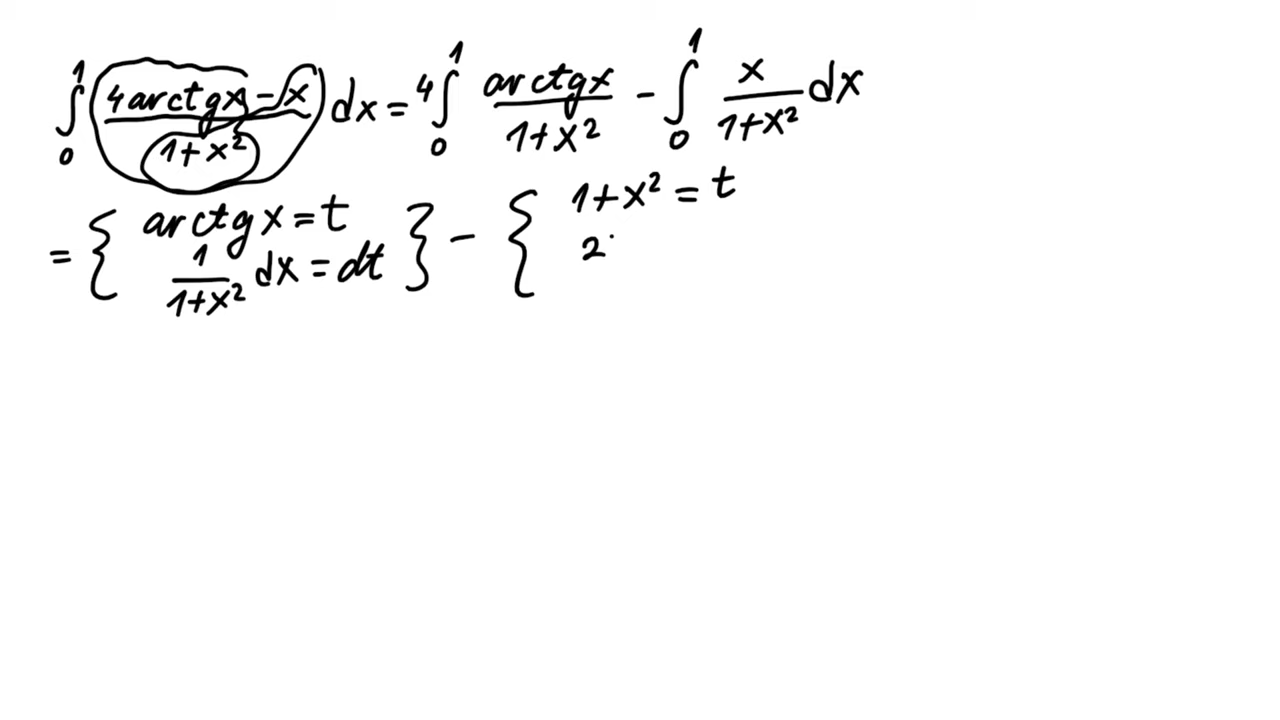 ∫₀¹ (4arctgx - x)/(1+x²) dx = 4∫₀¹ arctgx/(1+x²) - ∫₀¹ x/(1+x²) dx
= { arctgx = t
1/(1+x²) dx = dt } - { 1+x² = t
2